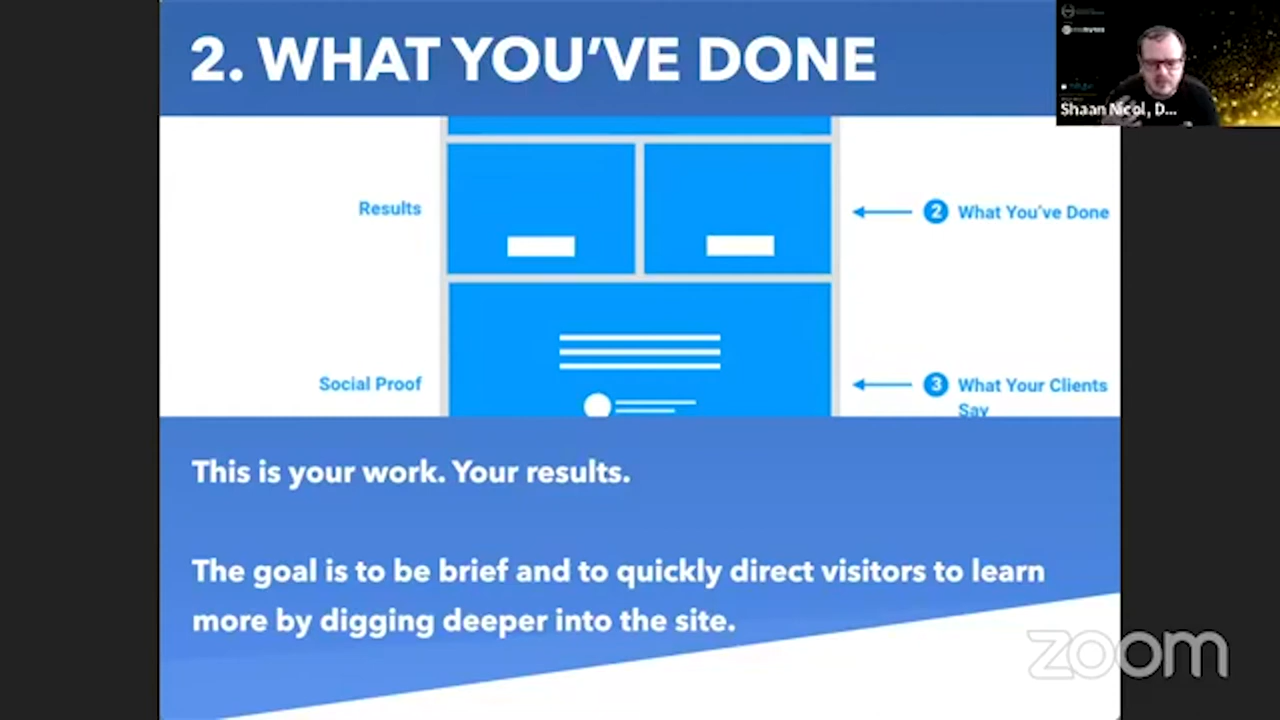 2. WHAT YOU'VE DONE
Shaan Nicol, D...
Results
2 What You've Done
Social Proof
3 What Your Clients
Say
This is your work. Your results.
The goal is to be brief and to quickly direct visitors to learn
more by digging deeper into the site.
zoom